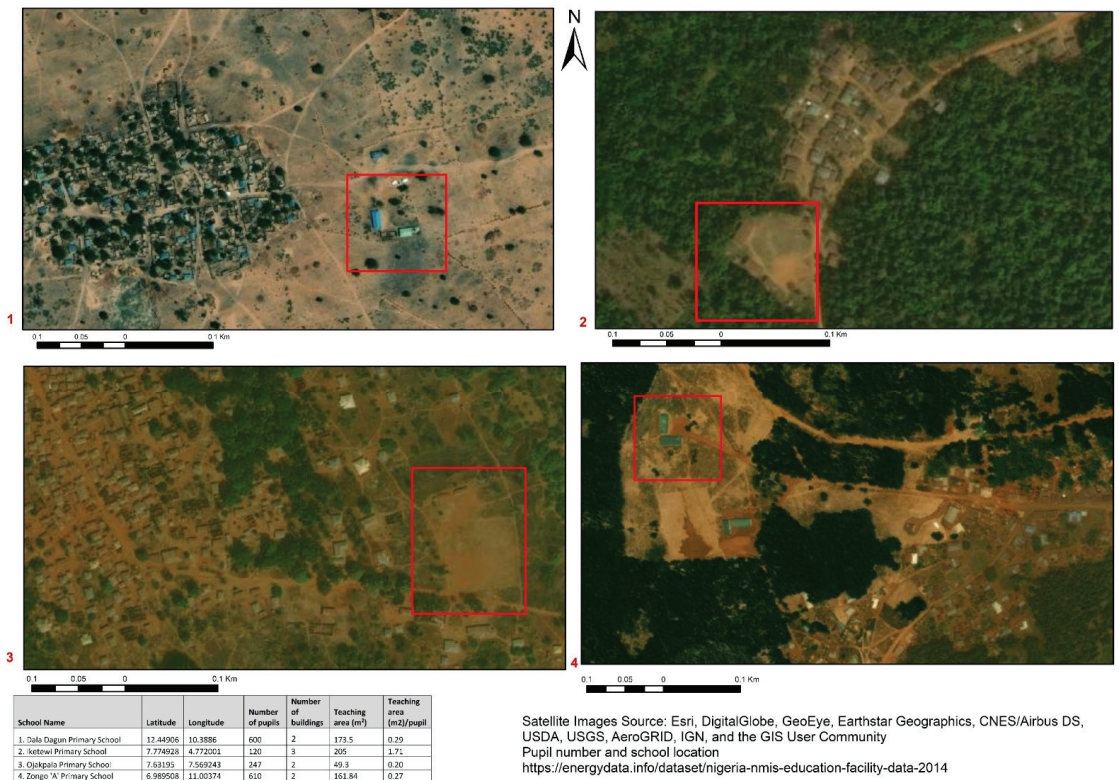 N
1
0.1 0.05 0 0.1 Km
2
0.1 0.05 0 0.1 Km
3
0.1 0.05 0 0.1 Km
4
0.1 0.05 0 0.1 Km
School Name Latitude Longitude Number of pupils Number of buildings Teaching area (m²) Teaching area (m2)/pupil
1. Dala Dagun Primary School 12.44906 10.3886 600 2 173.5 0.29
2. Iketewi Primary School 7.774928 4.772001 120 3 205 1.71
3. Ojakpala Primary School 7.63195 7.569243 247 2 49.3 0.20
4. Zongo 'A' Primary School 6.989508 11.00374 610 2 161.84 0.27
Satellite Images Source: Esri, DigitalGlobe, GeoEye, Earthstar Geographics, CNES/Airbus DS,
USDA, USGS, AeroGRID, IGN, and the GIS User Community
Pupil number and school location
https://energydata.info/dataset/nigeria-nmis-education-facility-data-2014